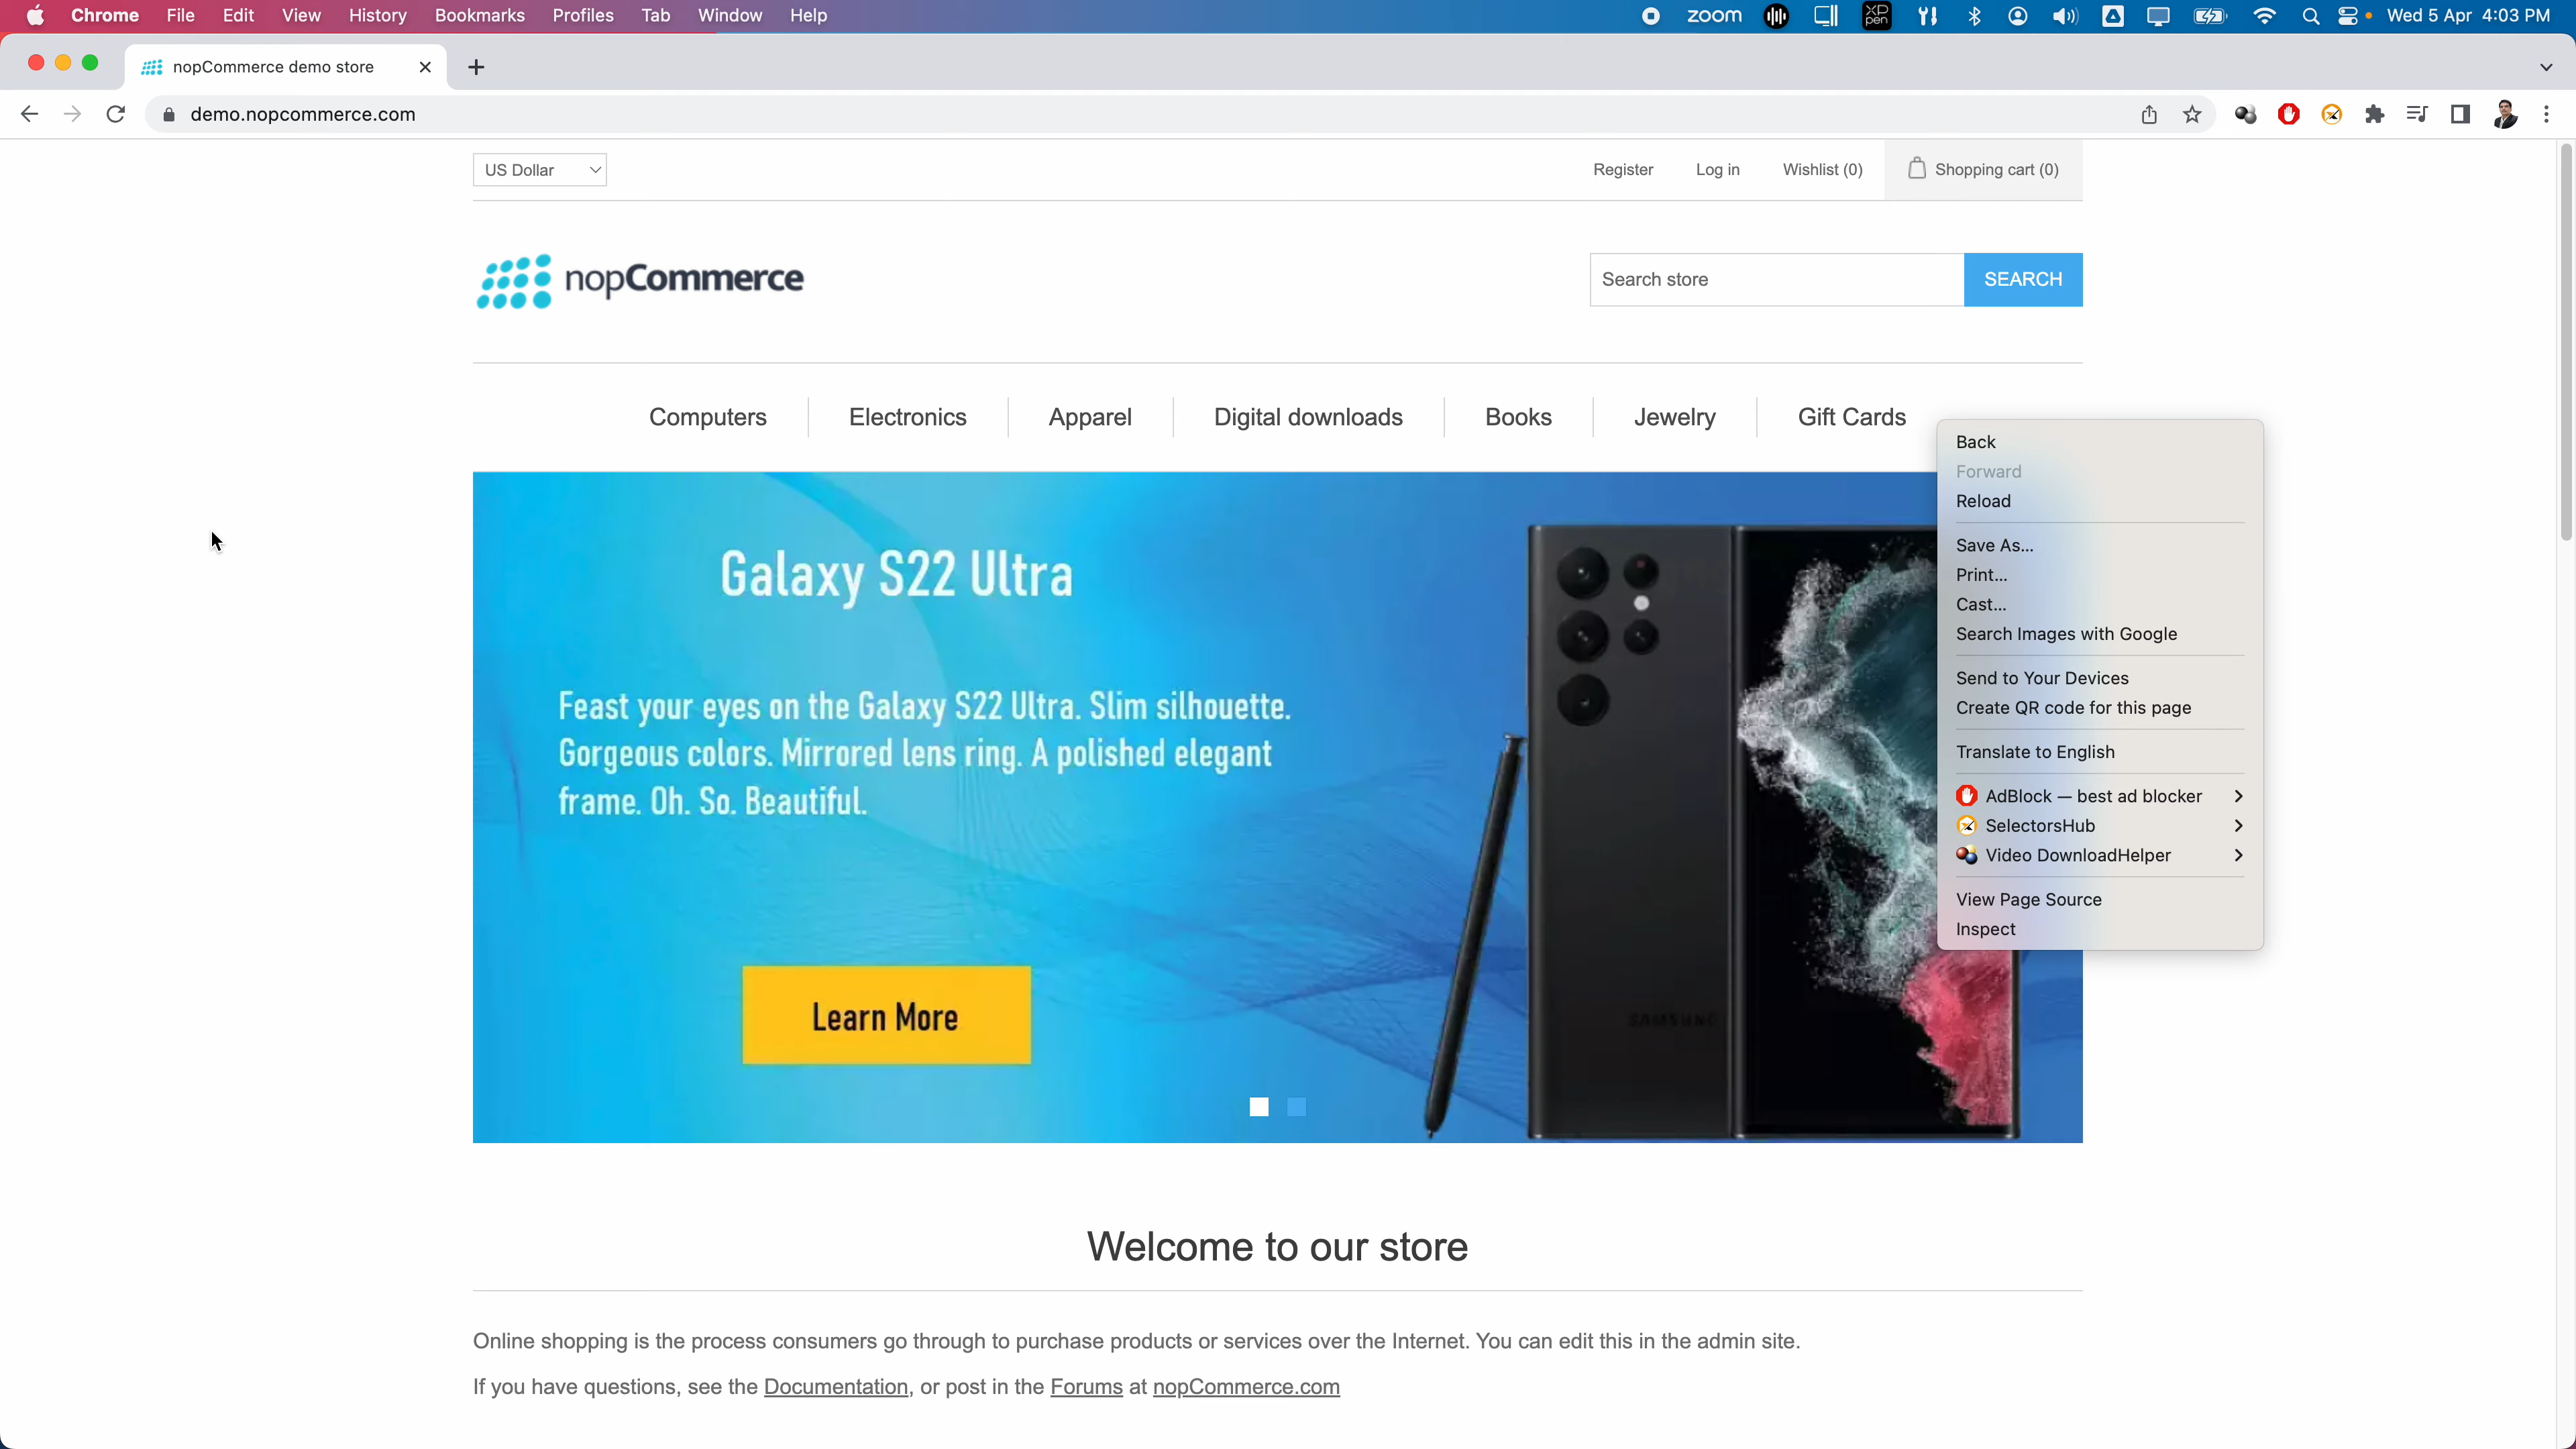 Chrome File Edit View History Bookmarks Profiles Tab Window Help zoom XP pen Wed 5 Apr 4:03 PM
nopCommerce demo store
demo.nopcommerce.com
US Dollar Register Log in Wishlist (0) Shopping cart (0)
nopCommerce Search store SEARCH
Computers Electronics Apparel Digital downloads Books Jewelry Gift Cards
Galaxy S22 Ultra
Feast your eyes on the Galaxy S22 Ultra. Slim silhouette.
Gorgeous colors. Mirrored lens ring. A polished elegant
frame. Oh. So. Beautiful.
Learn More
SAMSUNG
Back
Forward
Reload
Save As...
Print...
Cast...
Search Images with Google
Send to Your Devices
Create QR code for this page
Translate to English
AdBlock — best ad blocker
SelectorsHub
Video DownloadHelper
View Page Source
Inspect
Welcome to our store
Online shopping is the process consumers go through to purchase products or services over the Internet. You can edit this in the admin site.
If you have questions, see the Documentation, or post in the Forums at nopCommerce.com